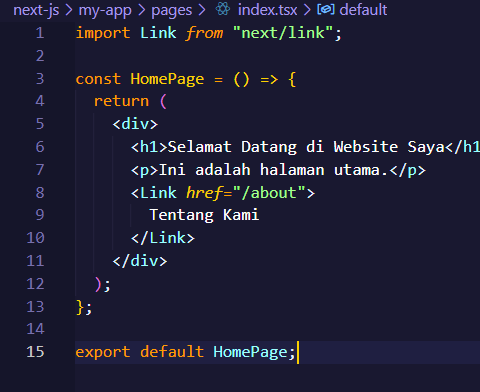 next-js > my-app > pages > index.tsx > default
1 import Link from "next/link";
2
3 const HomePage = () => {
4 return (
5 <div>
6 <h1>Selamat Datang di Website Saya</h1
7 <p>Ini adalah halaman utama.</p>
8 <Link href="/about">
9 Tentang Kami
10 </Link>
11 </div>
12 );
13 };
14
15 export default HomePage;